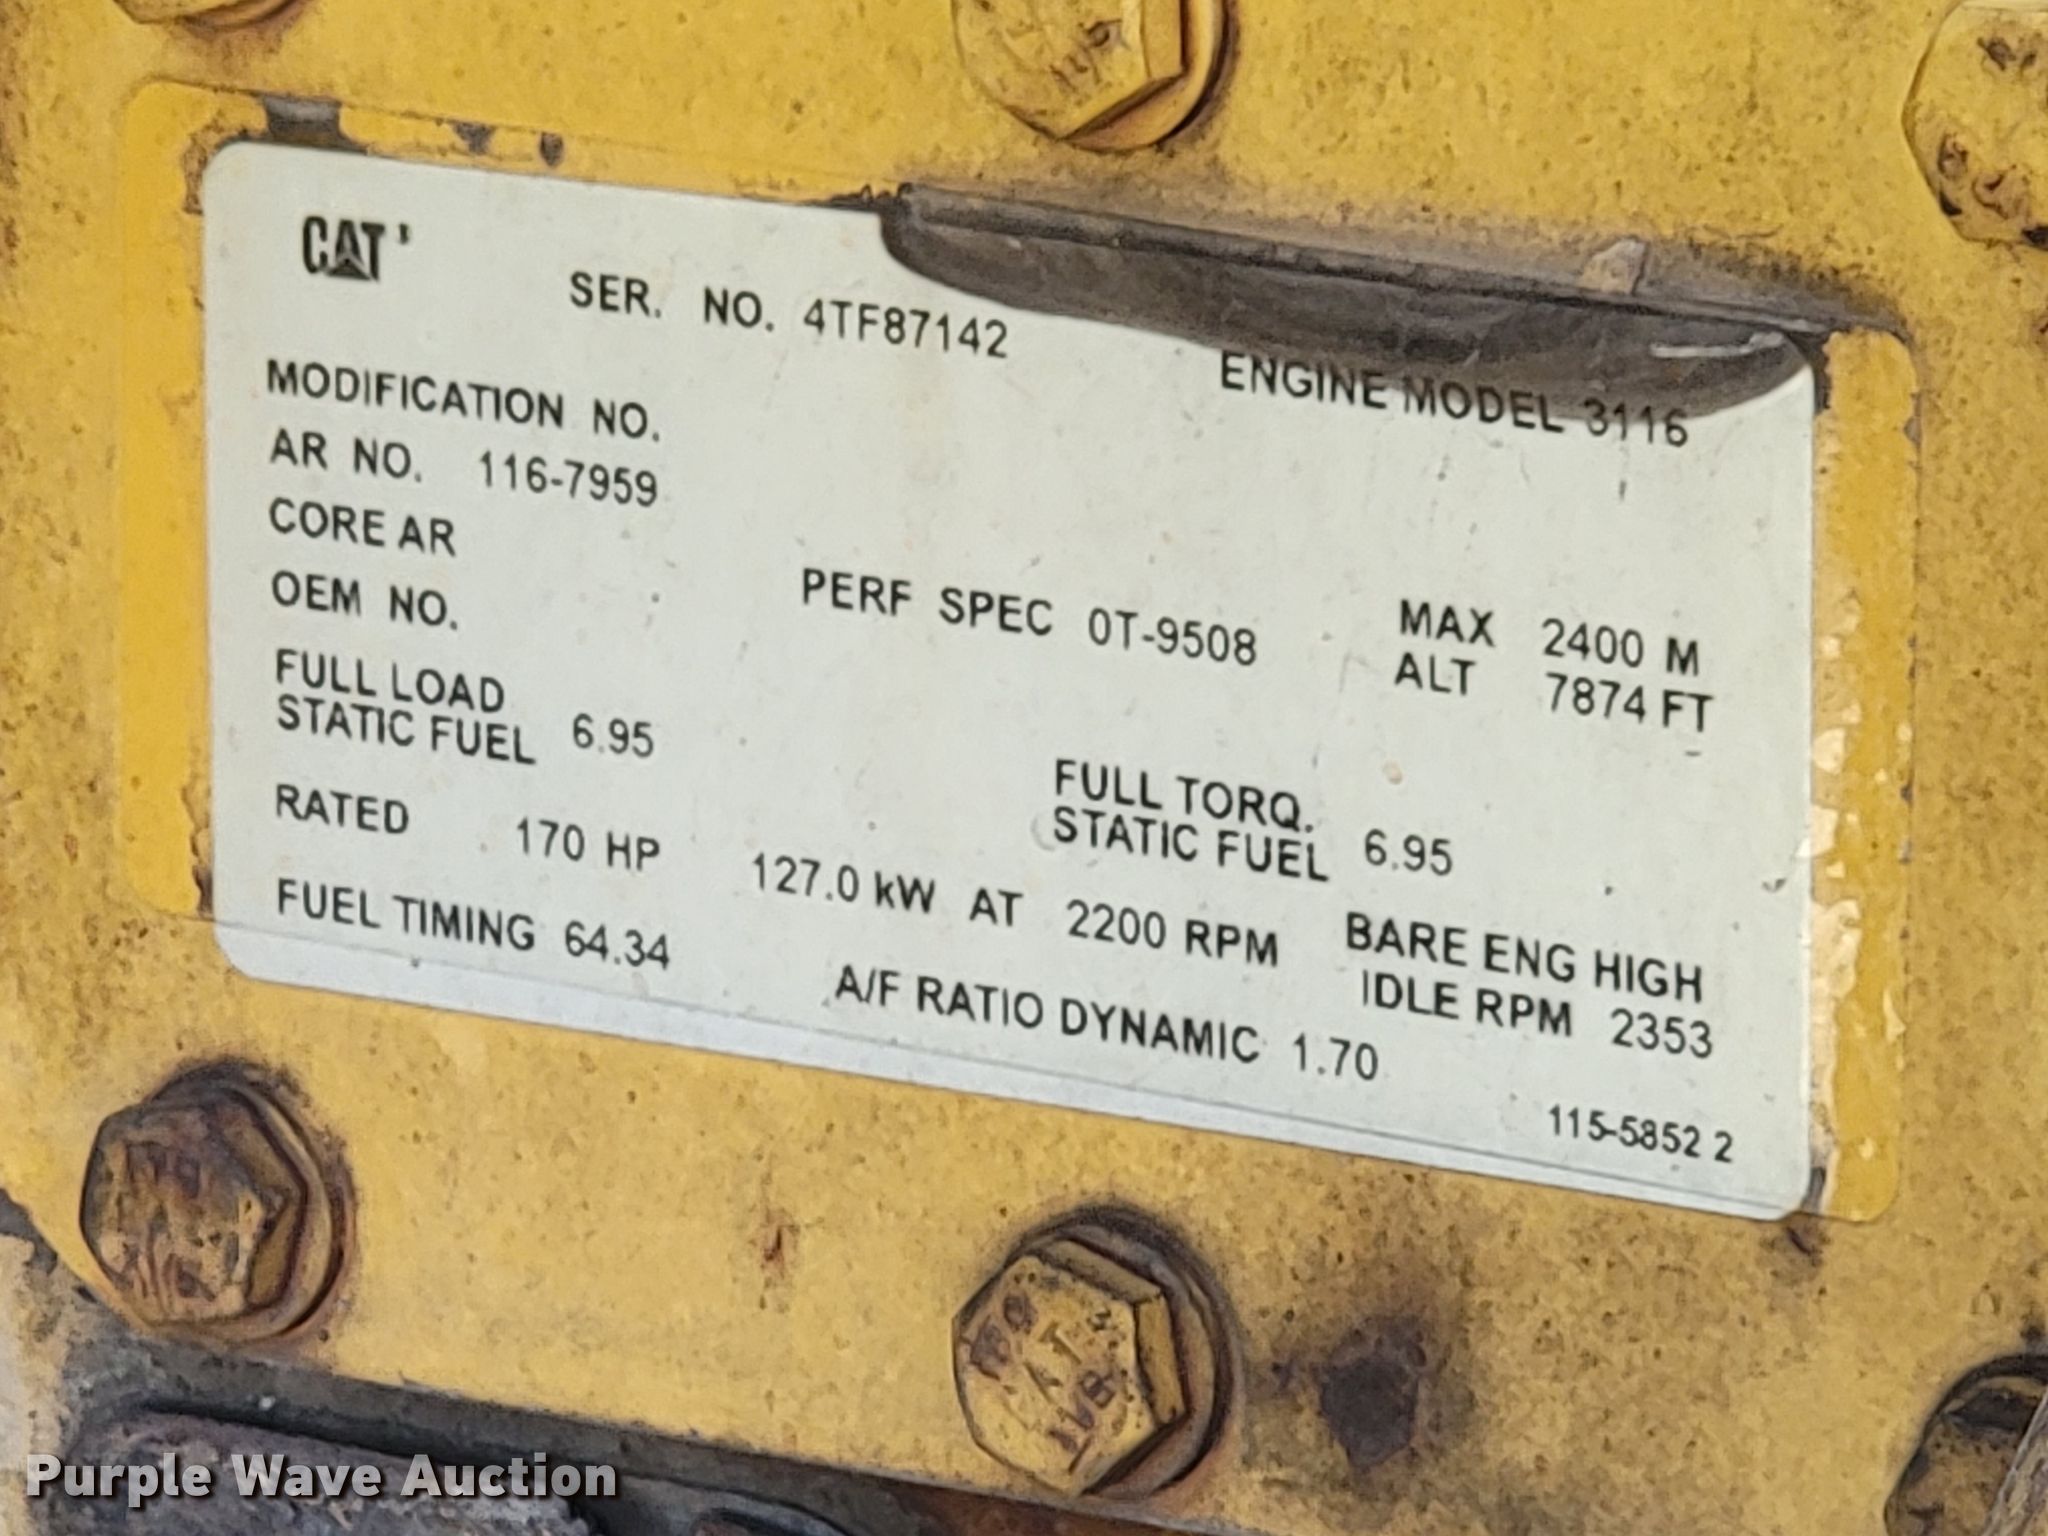 CAT
SER. NO. 4TF87142
ENGINE MODEL 3116
MODIFICATION NO.
AR NO. 116-7959
CORE AR
OEM NO.
PERF SPEC 0T-9508
MAX 2400 M
ALT 7874 FT
FULL LOAD
STATIC FUEL 6.95
FULL TORQ.
STATIC FUEL 6.95
RATED 170 HP 127.0 kW AT 2200 RPM
BARE ENG HIGH
IDLE RPM 2353
FUEL TIMING 64.34
A/F RATIO DYNAMIC 1.70
115-5852 2
Purple Wave Auction